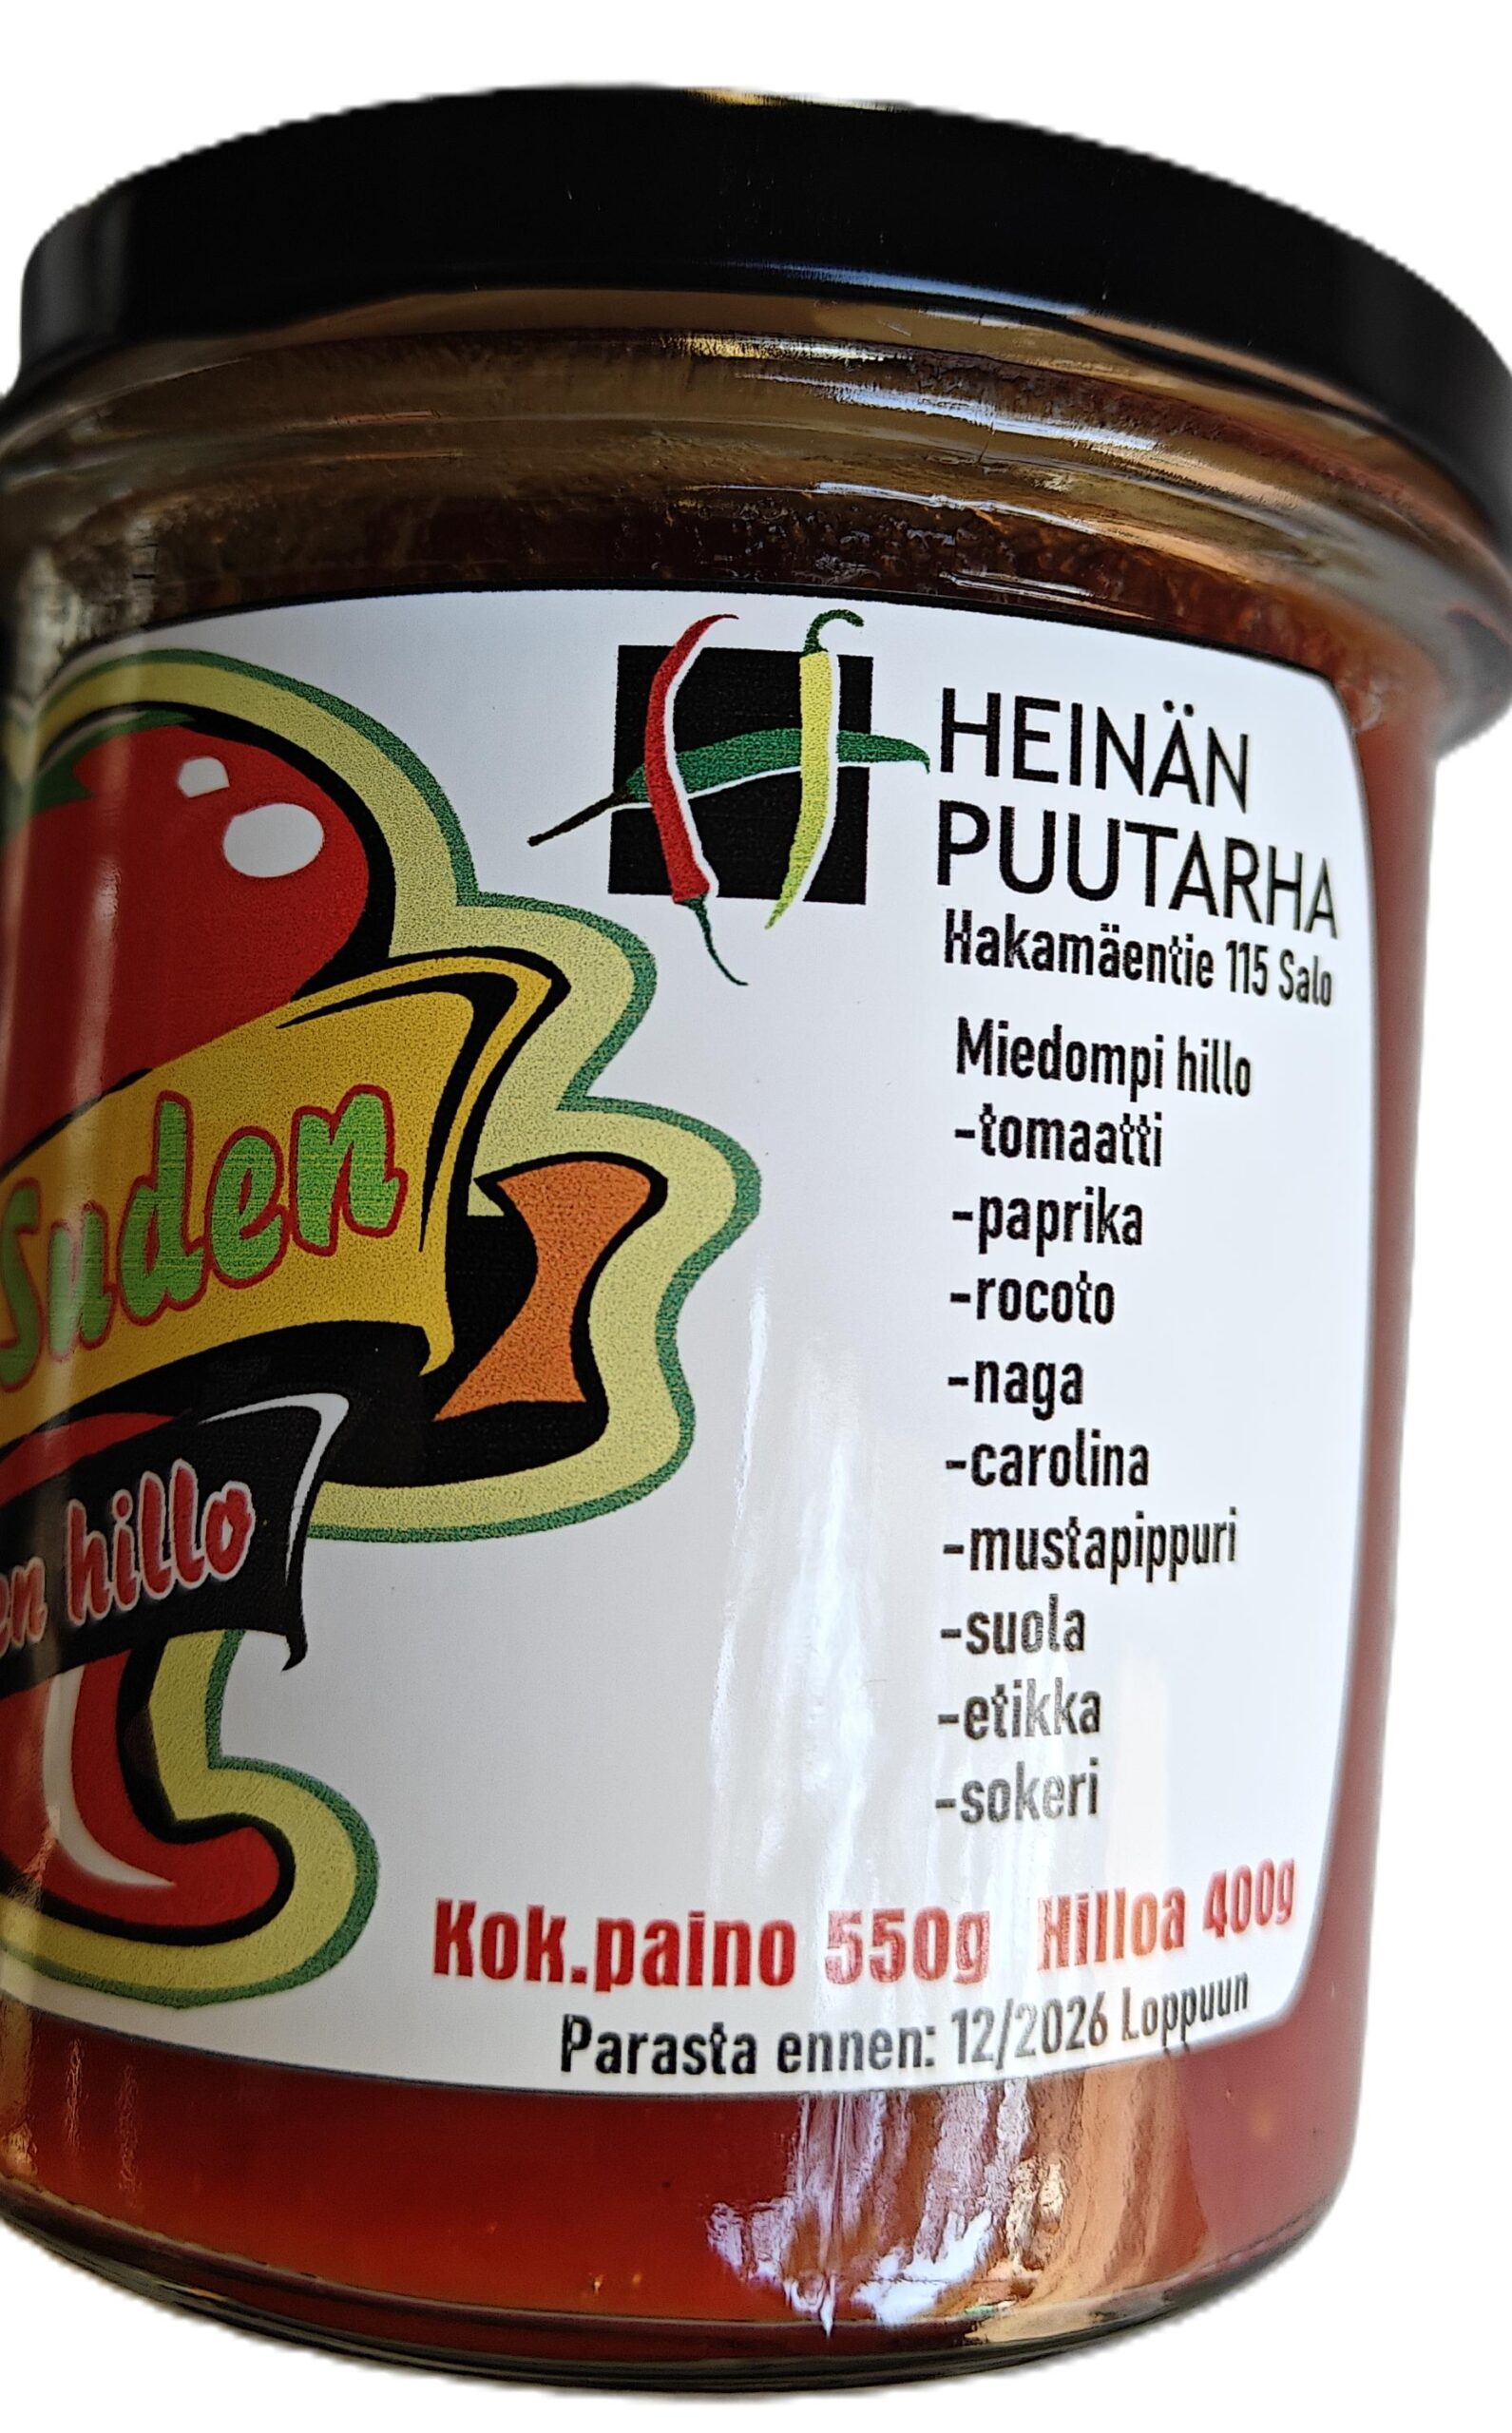 Suden
hillo
HEINÄN
PUUTARHA
Hakamäentie 115 Salo
Miedompi hillo
-tomaatti
-paprika
-rocoto
-naga
-carolina
-mustapippuri
-suola
-etikka
-sokeri
Kok.paino 550g Hilloa 400g
Parasta ennen: 12/2026 Loppuun